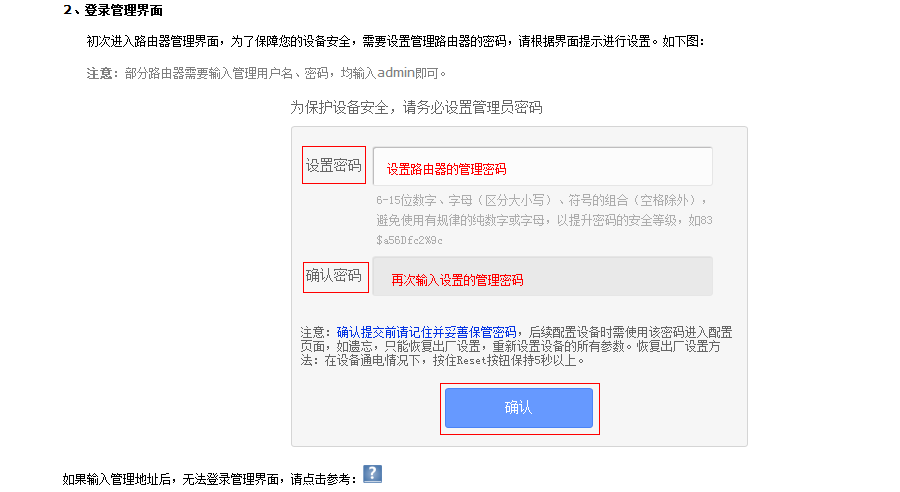 2、登录管理界面
初次进入路由器管理界面，为了保障您的设备安全，需要设置管理路由器的密码，请根据界面提示进行设置。如下图：
注意：部分路由器需要输入管理用户名、密码，均输入admin即可。
为保护设备安全，请务必设置管理员密码
设置密码 设置路由器的管理密码
6-15位数字、字母（区分大小写）、符号的组合（空格除外），
避免使用有规律的纯数字或字母，以提升密码的安全等级，如83
$a56Dfc2%9c
确认密码 再次输入设置的管理密码
注意：确认提交前请记住并妥善保管密码，后续配置设备时需使用该密码进入配置
页面，如遗忘，只能恢复出厂设置，重新设置设备的所有参数。恢复出厂设置方
法：在设备通电情况下，按住Reset按钮保持5秒以上。
确认
如果输入管理地址后，无法登录管理界面，请点击参考： ?